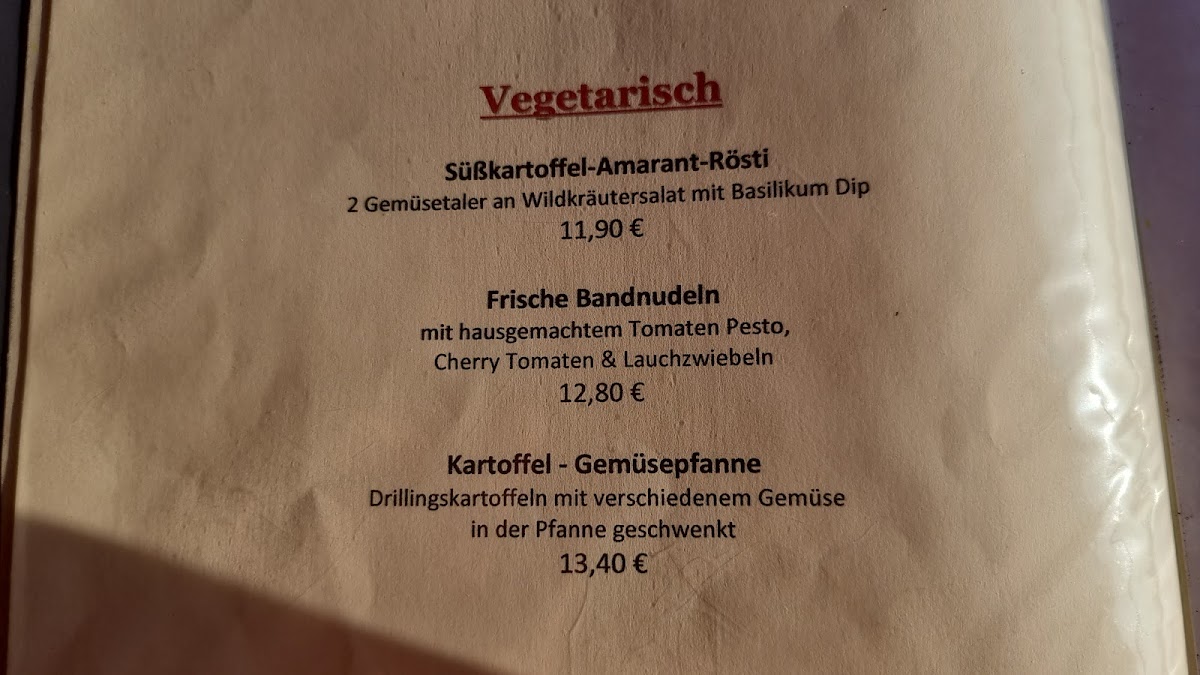 Vegetarisch
Süßkartoffel-Amarant-Rösti
2 Gemüsetaler an Wildkräutersalat mit Basilikum Dip
11,90 €
Frische Bandnudeln
mit hausgemachtem Tomaten Pesto,
Cherry Tomaten & Lauchzwiebeln
12,80 €
Kartoffel - Gemüsepfanne
Drillingskartoffeln mit verschiedenem Gemüse
in der Pfanne geschwenkt
13,40 €